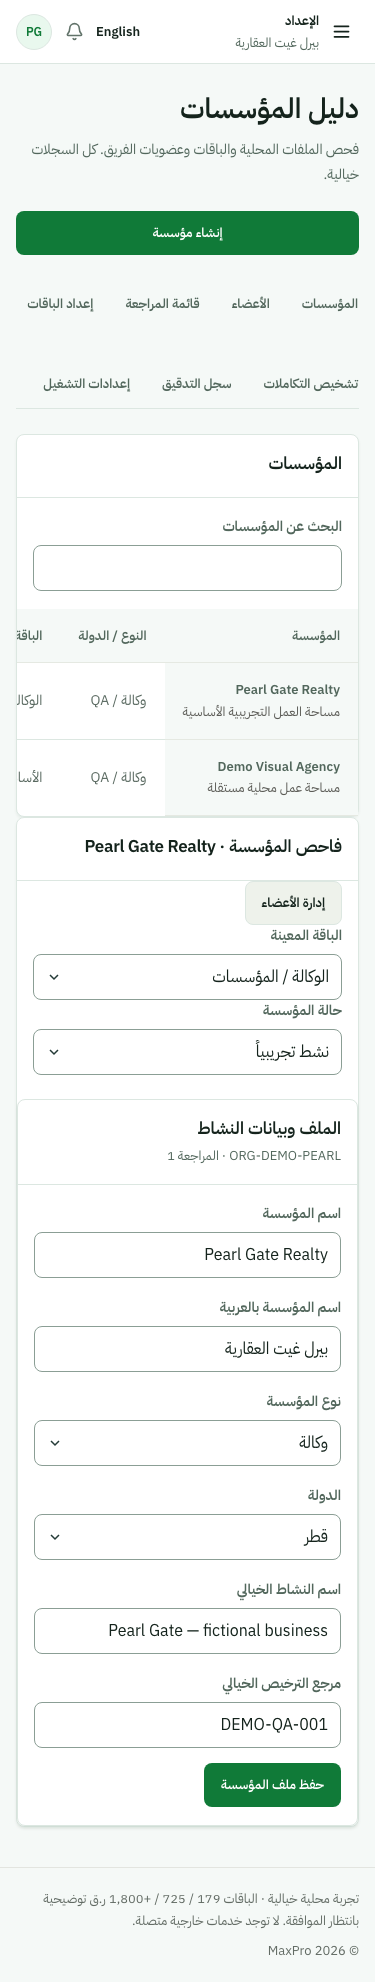 الإعداد
بيرل غيت العقارية
English
PG
دليل المؤسسات
فحص الملفات المحلية والباقات وعضويات الفريق. كل السجلات
خيالية.
إنشاء مؤسسة
المؤسسات الأعضاء قائمة المراجعة إعداد الباقات
تشخيص التكاملات سجل التدقيق إعدادات التشغيل
المؤسسات
البحث عن المؤسسات
المؤسسة النوع / الدولة
Pearl Gate Realty
مساحة العمل التجريبية الأساسية
وكالة / QA
Demo Visual Agency
مساحة عمل محلية مستقلة
وكالة / QA
فاحص المؤسسة · Pearl Gate Realty
إدارة الأعضاء
الباقة المعينة
الوكالة / المؤسسات
حالة المؤسسة
نشط تجريبياً
الملف وبيانات النشاط
ORG-DEMO-PEARL · المراجعة 1
اسم المؤسسة
Pearl Gate Realty
اسم المؤسسة بالعربية
بيرل غيت العقارية
نوع المؤسسة
وكالة
الدولة
قطر
اسم النشاط الخيالي
Pearl Gate — fictional business
مرجع الترخيص الخيالي
DEMO-QA-001
حفظ ملف المؤسسة
تجربة محلية خيالية · الباقات 179 / 725 / +1,800 ر.ق توضيحية
بانتظار الموافقة. لا توجد خدمات خارجية متصلة.
© 2026 MaxPro